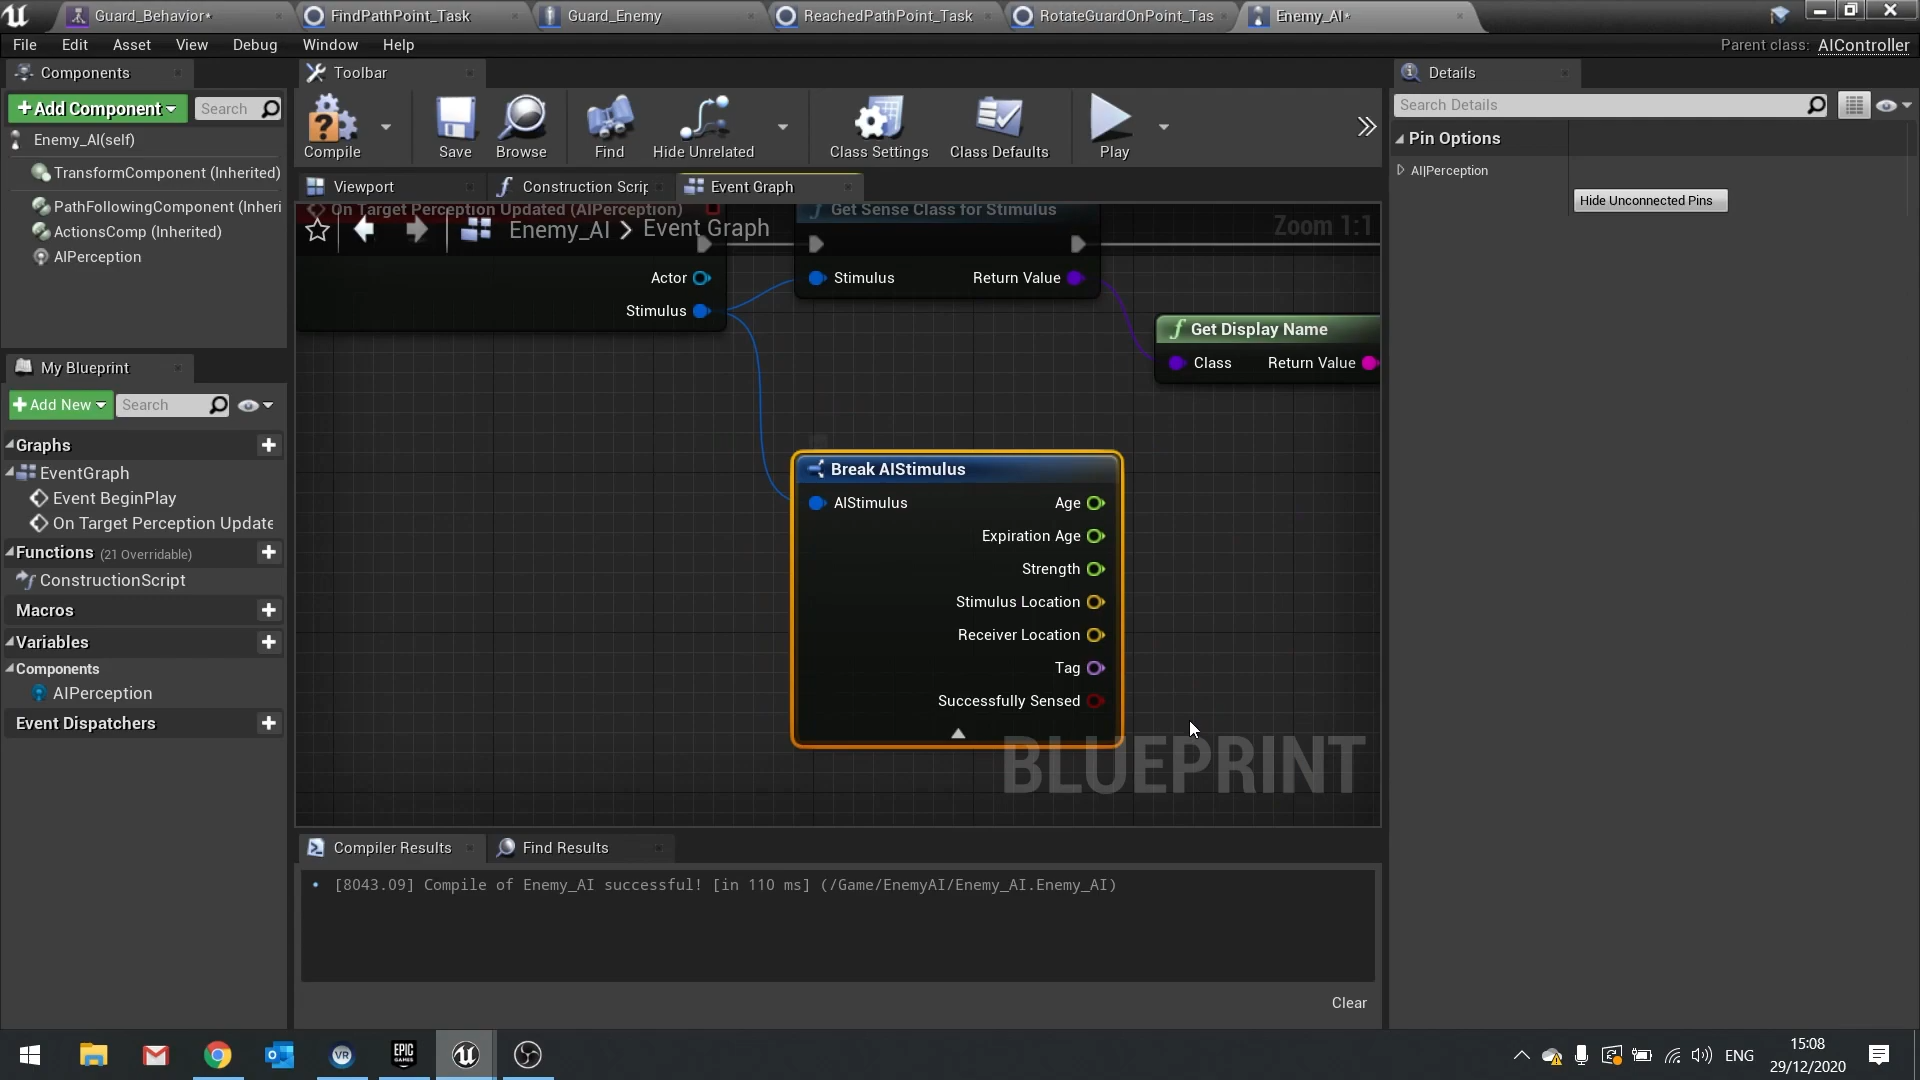 Guard_Behavior*
FindPathPoint_Task
Guard_Enemy
ReachedPathPoint_Task
RotateGuardOnPoint_Tas
Enemy_AI*
File Edit Asset View Debug Window Help
Parent class: AIController
Components
+Add Component
Search
Enemy_AI(self)
TransformComponent (Inherited)
PathFollowingComponent (Inheri
ActionsComp (Inherited)
AIPerception
My Blueprint
+Add New
Search
Graphs
EventGraph
Event BeginPlay
On Target Perception Update
Functions (21 Overridable)
ConstructionScript
Macros
Variables
Components
AIPerception
Event Dispatchers
Toolbar
Compile
Save
Browse
Find
Hide Unrelated
Class Settings
Class Defaults
Play
Viewport
Construction Scrip
Event Graph
On Target Perception Updated (AIPerception)
Get Sense Class for Stimulus
Enemy_AI > Event Graph
Zoom 1:1
Actor
Stimulus
Stimulus
Return Value
Get Display Name
Class
Return Value
Break AIStimulus
AIStimulus
Age
Expiration Age
Strength
Stimulus Location
Receiver Location
Tag
Successfully Sensed
BLUEPRINT
Compiler Results
Find Results
[8043.09] Compile of Enemy_AI successful! [in 110 ms] (/Game/EnemyAI/Enemy_AI.Enemy_AI)
Clear
Details
Search Details
Pin Options
AI|Perception
Hide Unconnected Pins
VR
EPIC
GAMES
ENG
15:08
29/12/2020